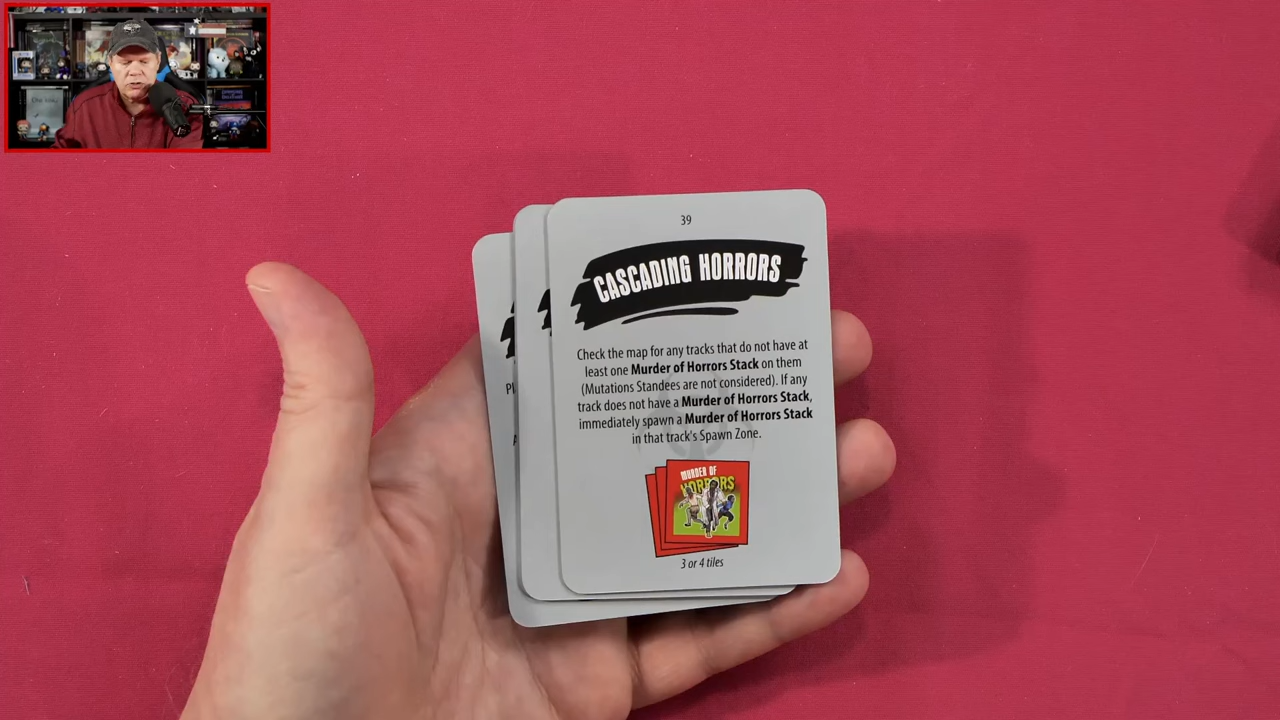 39
CASCADING HORRORS
Check the map for any tracks that do not have at
least one Murder of Horrors Stack on them
(Mutations Standees are not considered). If any
track does not have a Murder of Horrors Stack,
immediately spawn a Murder of Horrors Stack
in that track's Spawn Zone.
MURDER OF
HORRORS
3 or 4 tiles